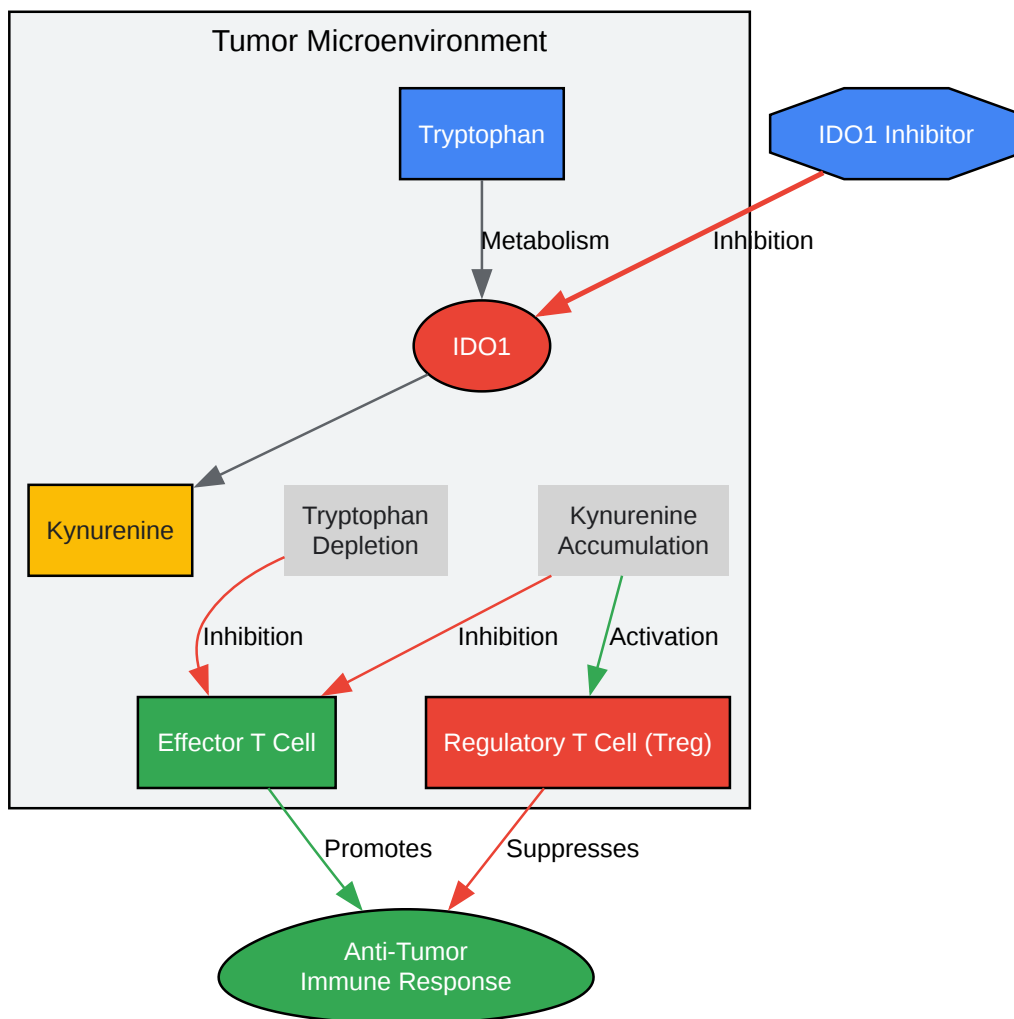 Tumor Microenvironment
Tryptophan
IDO1 Inhibitor
Metabolism
Inhibition
IDO1
Kynurenine
Tryptophan
Depletion
Kynurenine
Accumulation
Inhibition
Inhibition
Activation
Effector T Cell
Regulatory T Cell (Treg)
Promotes
Suppresses
Anti-Tumor
Immune Response